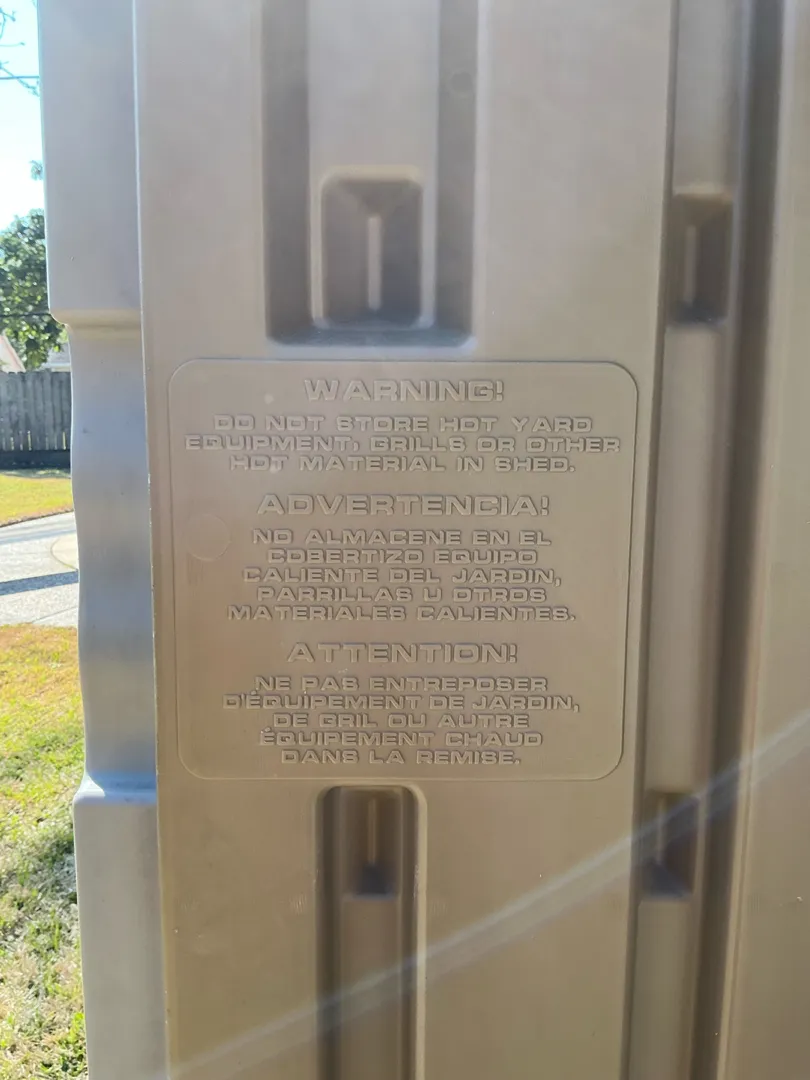 WARNING!
DO NOT STORE HOT YARD
EQUIPMENT, GRILLS OR OTHER
HOT MATERIAL IN SHED.
ADVERTENCIA!
NO ALMACENE EN EL
COBERTIZO EQUIPO
CALIENTE DEL JARDIN,
PARRILLAS U OTROS
MATERIALES CALIENTES.
ATTENTION!
NE PAS ENTREPOSER
D'ÉQUIPEMENT DE JARDIN,
DE GRIL OU AUTRE
ÉQUIPEMENT CHAUD
DANS LA REMISE.